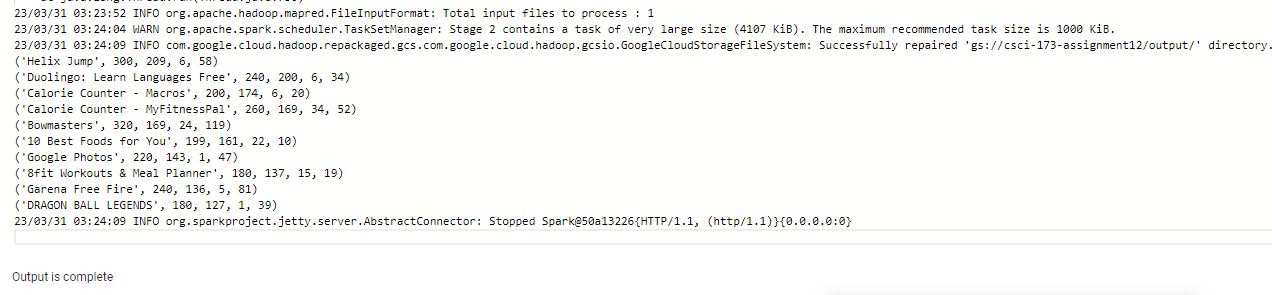 23/03/31 03:23:52 INFO org.apache.hadoop.mapred.FileInputFormat: Total input files to process : 1
23/03/31 03:24:04 WARN org.apache.spark.scheduler.TaskSetManager: Stage 2 contains a task of very large size (4107 KiB). The maximum recommended task size is 1000 KiB.
23/03/31 03:24:09 INFO com.google.cloud.hadoop.repackaged.gcs.com.google.cloud.hadoop.gcsio.GoogleCloudStorageFileSystem: Successfully repaired 'gs://csci-173-assignment12/output/' directory.
('Helix Jump', 300, 209, 6, 58)
('Duolingo: Learn Languages Free', 240, 200, 6, 34)
('Calorie Counter - Macros', 200, 174, 6, 20)
('Calorie Counter - MyFitnessPal', 260, 169, 34, 52)
('Bowmasters', 320, 169, 24, 119)
('10 Best Foods for You', 199, 161, 22, 10)
('Google Photos', 220, 143, 1, 47)
('8fit Workouts & Meal Planner', 180, 137, 15, 19)
('Garena Free Fire', 240, 136, 5, 81)
('DRAGON BALL LEGENDS', 180, 127, 1, 39)
23/03/31 03:24:09 INFO org.sparkproject.jetty.server.AbstractConnector: Stopped Spark@50a13226{HTTP/1.1, (http/1.1)}{0.0.0.0:0}
Output is complete